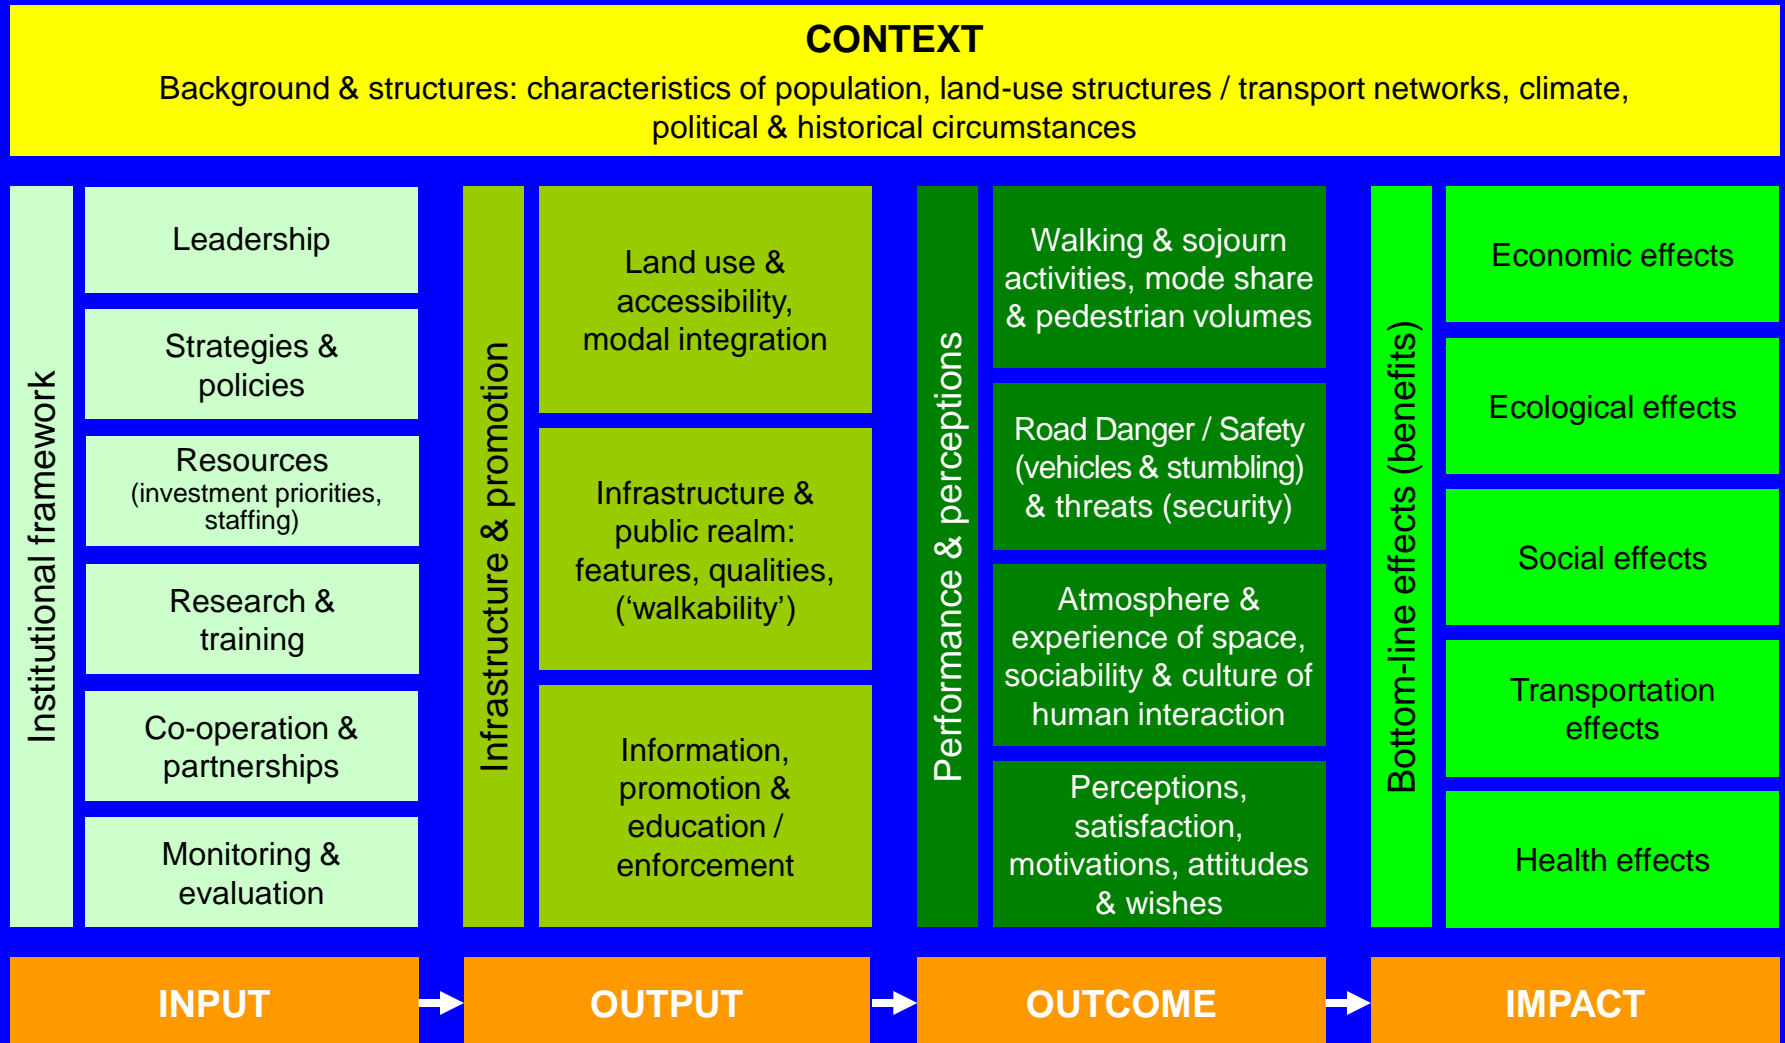 CONTEXT
Background & structures: characteristics of population, land-use structures / transport networks, climate,
political & historical circumstances
Institutional framework
Leadership
Strategies &
policies
Resources
(investment priorities,
staffing)
Research &
training
Co-operation &
partnerships
Monitoring &
evaluation
Infrastructure & promotion
Land use &
accessibility,
modal integration
Infrastructure &
public realm:
features, qualities,
(‘walkability’)
Information,
promotion &
education /
enforcement
Performance & perceptions
Walking & sojourn
activities, mode share
& pedestrian volumes
Road Danger / Safety
(vehicles & stumbling)
& threats (security)
Atmosphere &
experience of space,
sociability & culture of
human interaction
Perceptions,
satisfaction,
motivations, attitudes
& wishes
Bottom-line effects (benefits)
Economic effects
Ecological effects
Social effects
Transportation
effects
Health effects
INPUT
OUTPUT
OUTCOME
IMPACT